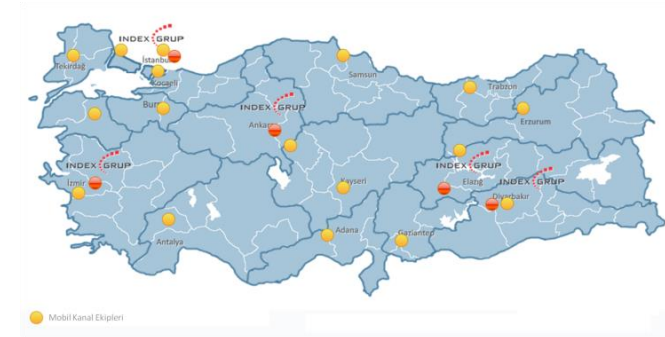 INDEX GRUP
Tekirdağ
İstanbul
Kocaeli
Samsun
Trabzon
Bursa
INDEX GRUP
Ankara
Erzurum
INDEX GRUP
İzmir
Kayseri
INDEX GRUP
Elazığ
INDEX GRUP
Diyarbakır
Antalya
Adana
Gaziantep
Mobil Kanal Ekipleri